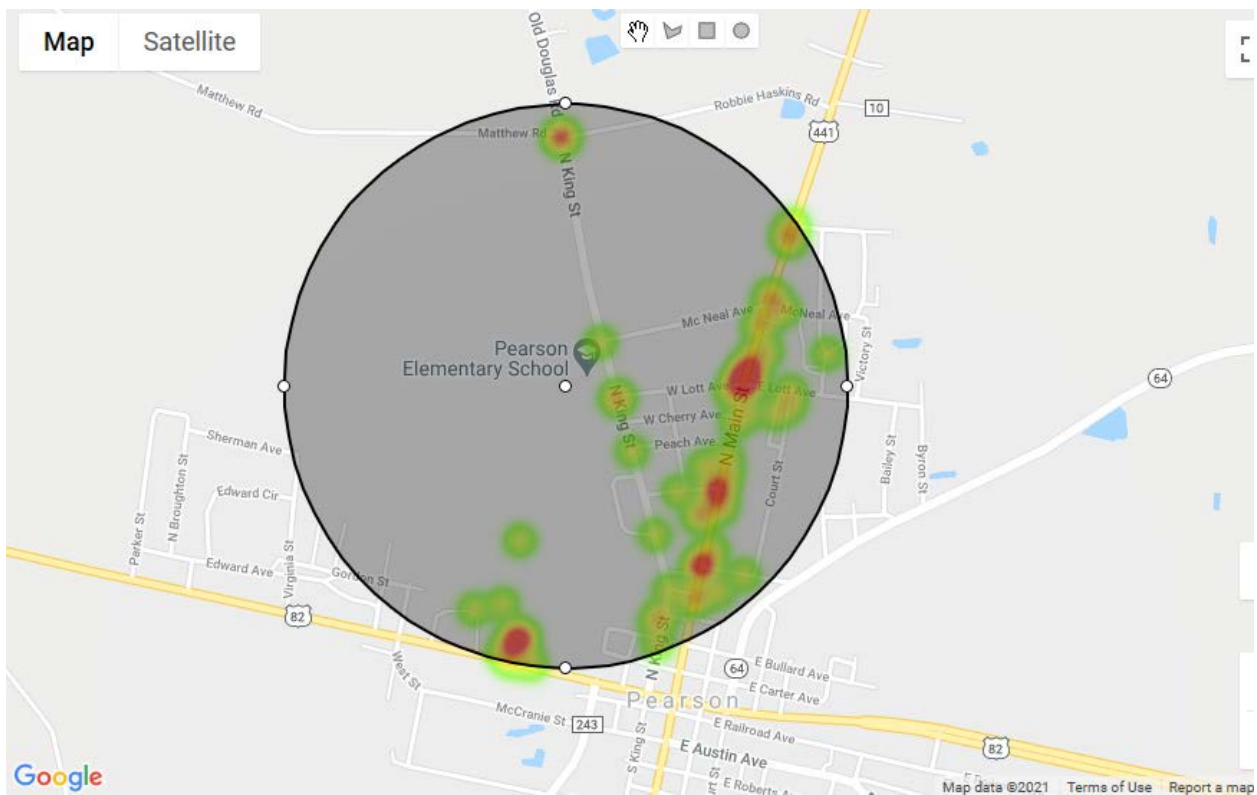 Map
Satellite
Old Douglas Rd
Matthew Rd
Robbie Haskins Rd
10
Matthew Rd
441
N King St
Mc Neal Ave
McNeal Ave
Victory St
Pearson
Elementary School
64
W Lott Ave
E Lott Ave
N King St
W Cherry Ave
N Main St
Peach Ave
Sherman Ave
Bailey St
Byron St
Court St
Edward Cir
N Broughton St
Parker St
Edward Ave
Virginia St
Gordon St
82
N King St
West St
64
E Bullard Ave
E Carter Ave
Pearson
McCranie St
243
E Railroad Ave
82
S King St
E Austin Ave
E Roberts Ave
Google
Map data ©2021
Terms of Use
Report a map